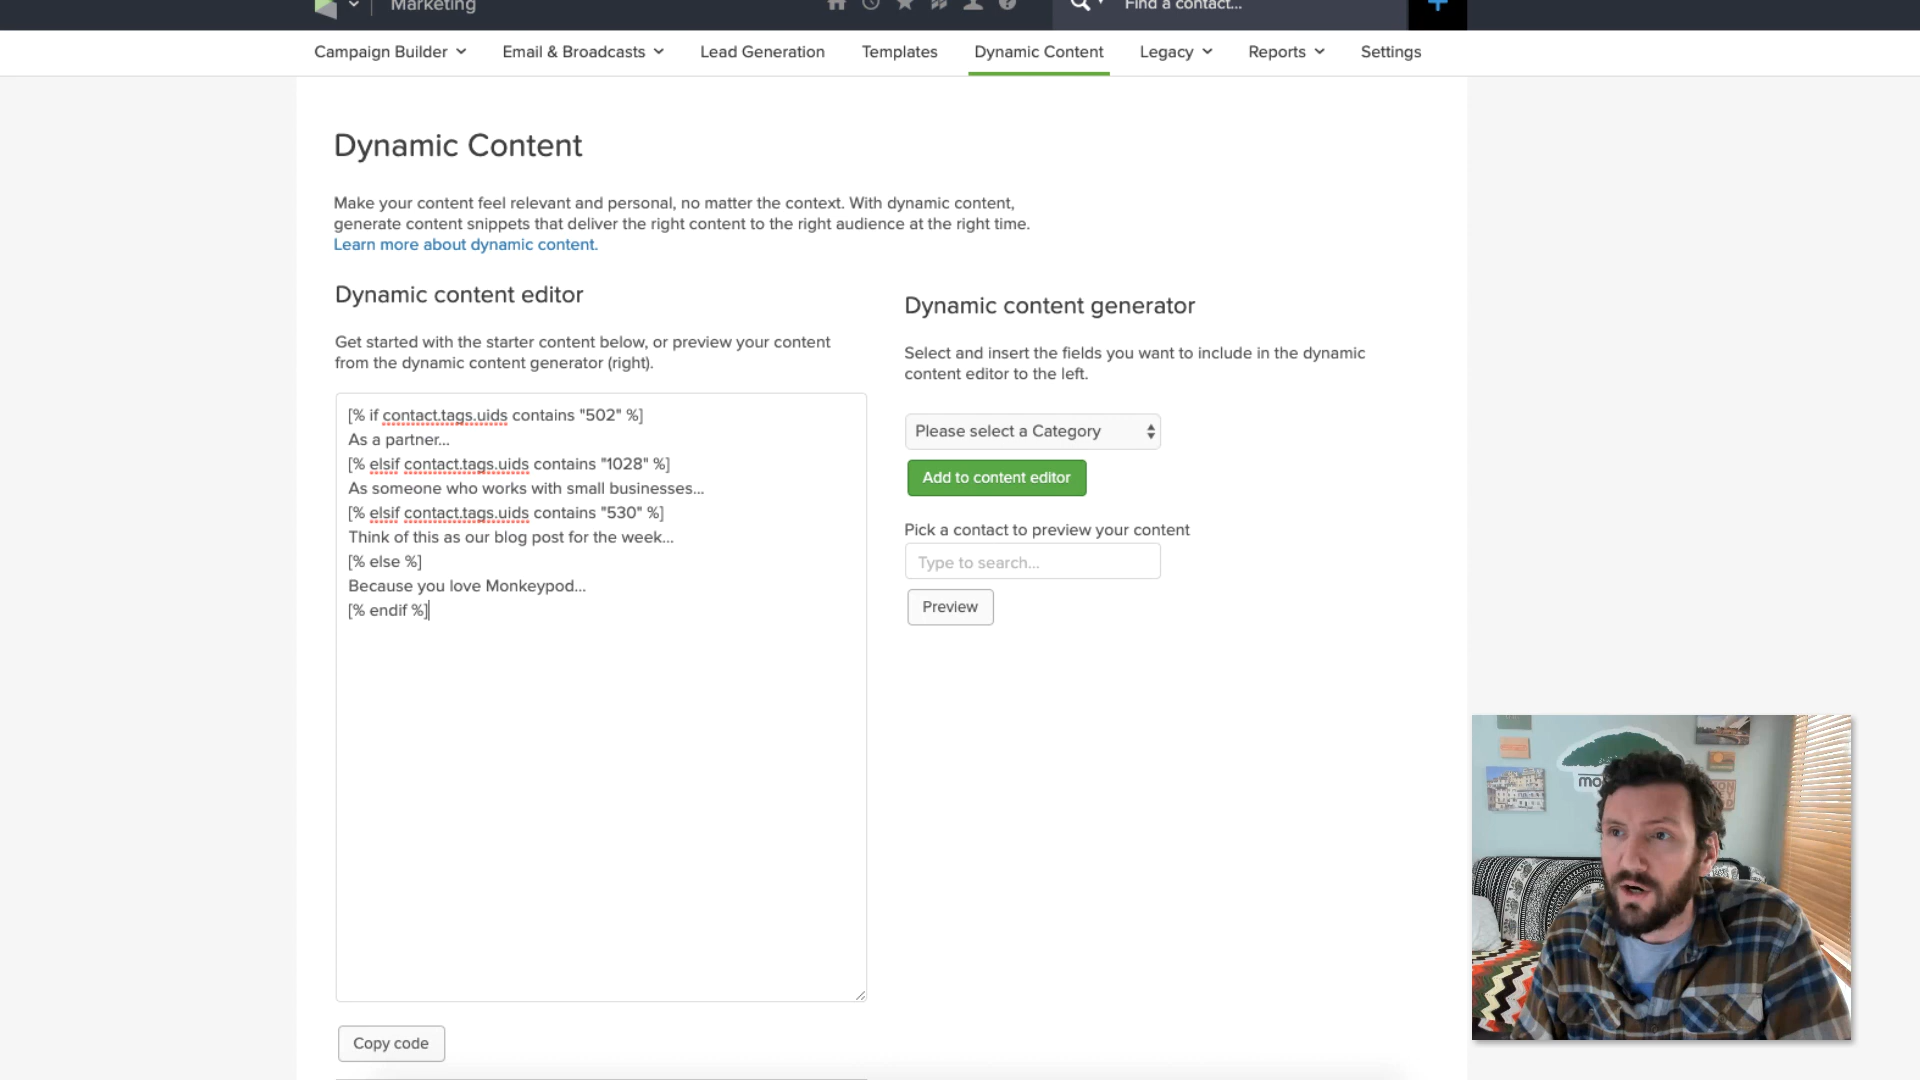 Marketing
Find a contact...
Campaign Builder
Email & Broadcasts
Lead Generation
Templates
Dynamic Content
Legacy
Reports
Settings
Dynamic Content
Make your content feel relevant and personal, no matter the context. With dynamic content,
generate content snippets that deliver the right content to the right audience at the right time.
Learn more about dynamic content.
Dynamic content editor
Get started with the starter content below, or preview your content
from the dynamic content generator (right).
[% if contact.tags.uids contains "502" %]
As a partner...
[% elsif contact.tags.uids contains "1028" %]
As someone who works with small businesses...
[% elsif contact.tags.uids contains "530" %]
Think of this as our blog post for the week...
[% else %]
Because you love Monkeypod...
[% endif %]
Copy code
Dynamic content generator
Select and insert the fields you want to include in the dynamic
content editor to the left.
Please select a Category
Add to content editor
Pick a contact to preview your content
Type to search...
Preview
mo